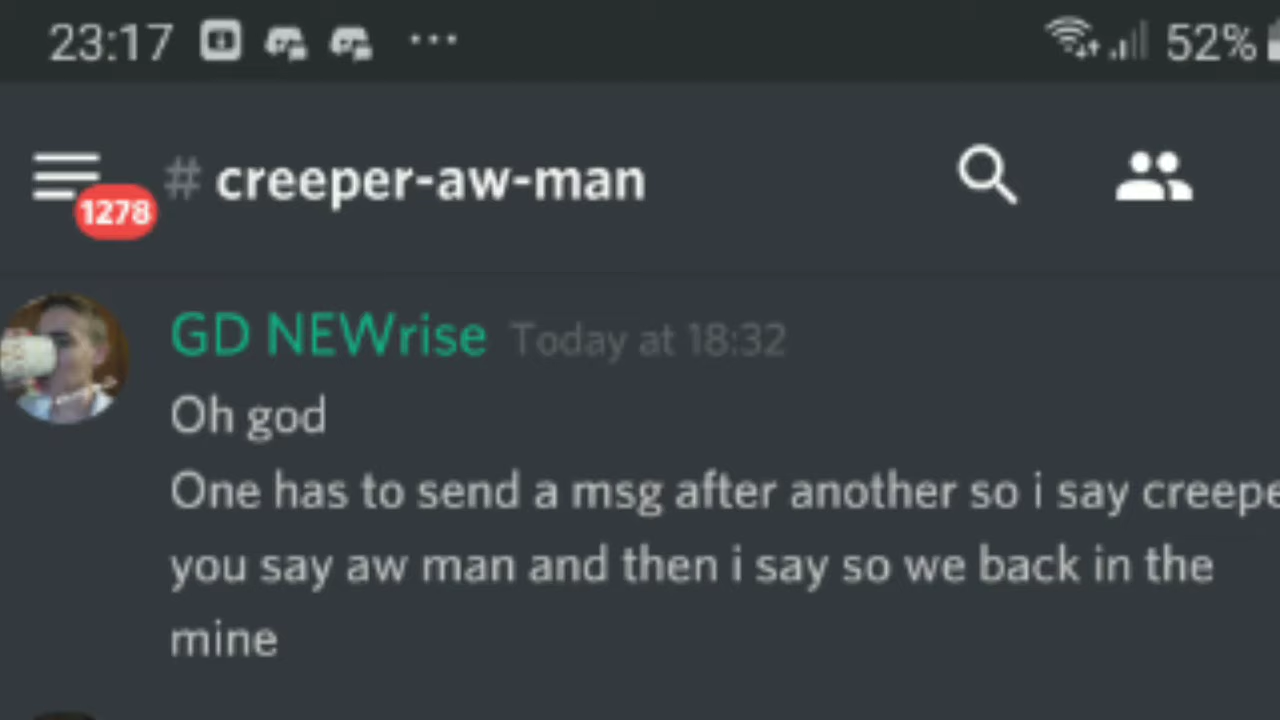 23:17 52%
1278 # creeper-aw-man
GD NEWrise Today at 18:32
Oh god
One has to send a msg after another so i say creepe
you say aw man and then i say so we back in the
mine